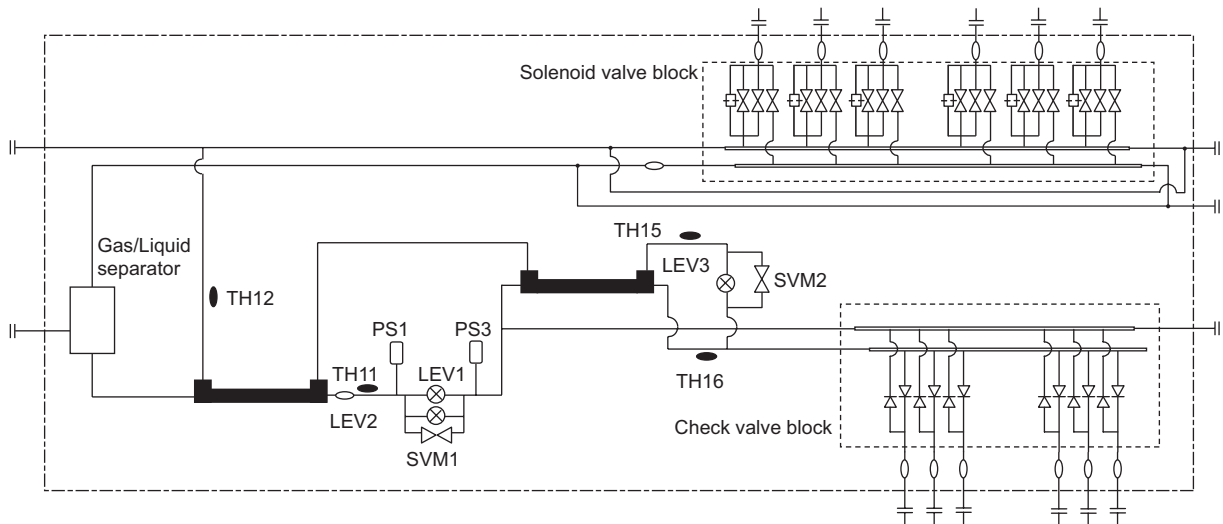 Solenoid valve block
Gas/Liquid
separator
TH15
LEV3
TH12
SVM2
PS1
PS3
TH11
LEV1
TH16
LEV2
SVM1
Check valve block